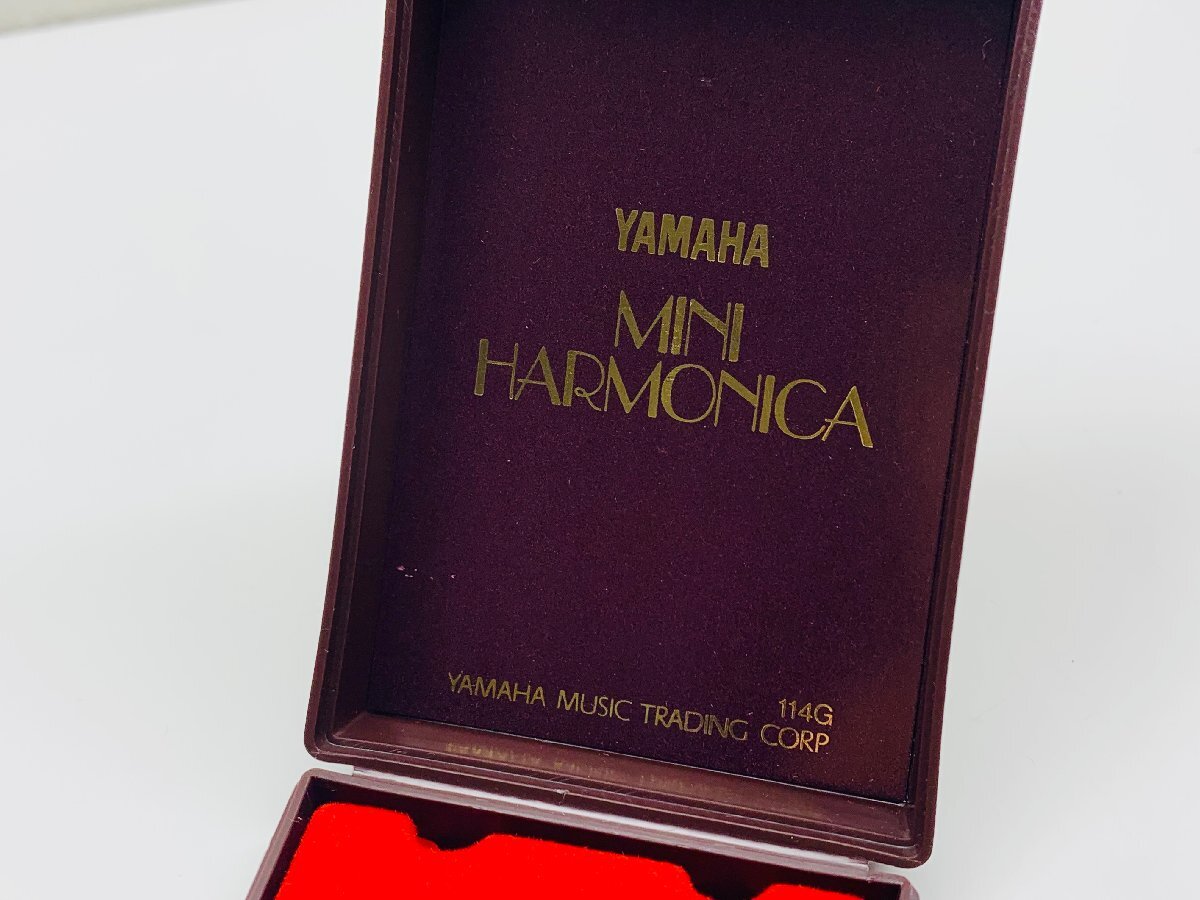 YAMAHA
MINI
HARMONICA
114G
YAMAHA MUSIC TRADING CORP